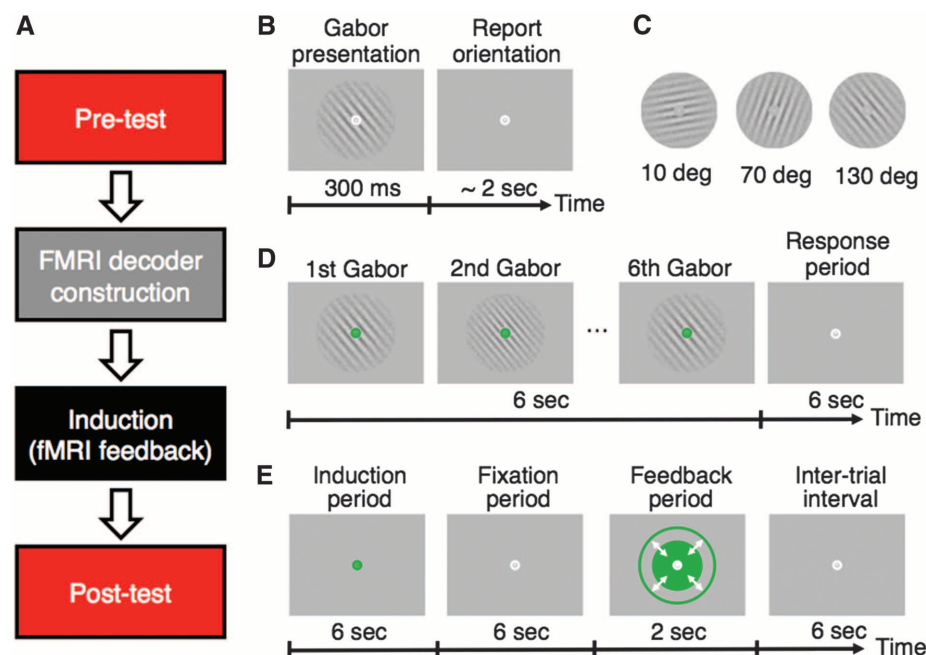 A
Pre-test
FMRI decoder
construction
Induction
(fMRI feedback)
Post-test
B
Gabor
presentation
Report
orientation
300 ms
~ 2 sec
Time
C
10 deg
70 deg
130 deg
D
1st Gabor
2nd Gabor
...
6th Gabor
Response
period
6 sec
6 sec
Time
E
Induction
period
Fixation
period
Feedback
period
Inter-trial
interval
6 sec
6 sec
2 sec
6 sec
Time